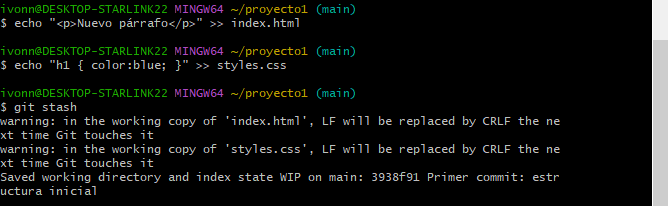 ivonn@DESKTOP-STARLINK22 MINGW64 ~/proyecto1 (main)
$ echo "<p>Nuevo párrafo</p>" >> index.html
ivonn@DESKTOP-STARLINK22 MINGW64 ~/proyecto1 (main)
$ echo "h1 { color:blue; }" >> styles.css
ivonn@DESKTOP-STARLINK22 MINGW64 ~/proyecto1 (main)
$ git stash
warning: in the working copy of 'index.html', LF will be replaced by CRLF the ne
xt time Git touches it
warning: in the working copy of 'styles.css', LF will be replaced by CRLF the ne
xt time Git touches it
Saved working directory and index state WIP on main: 3938f91 Primer commit: estr
uctura inicial